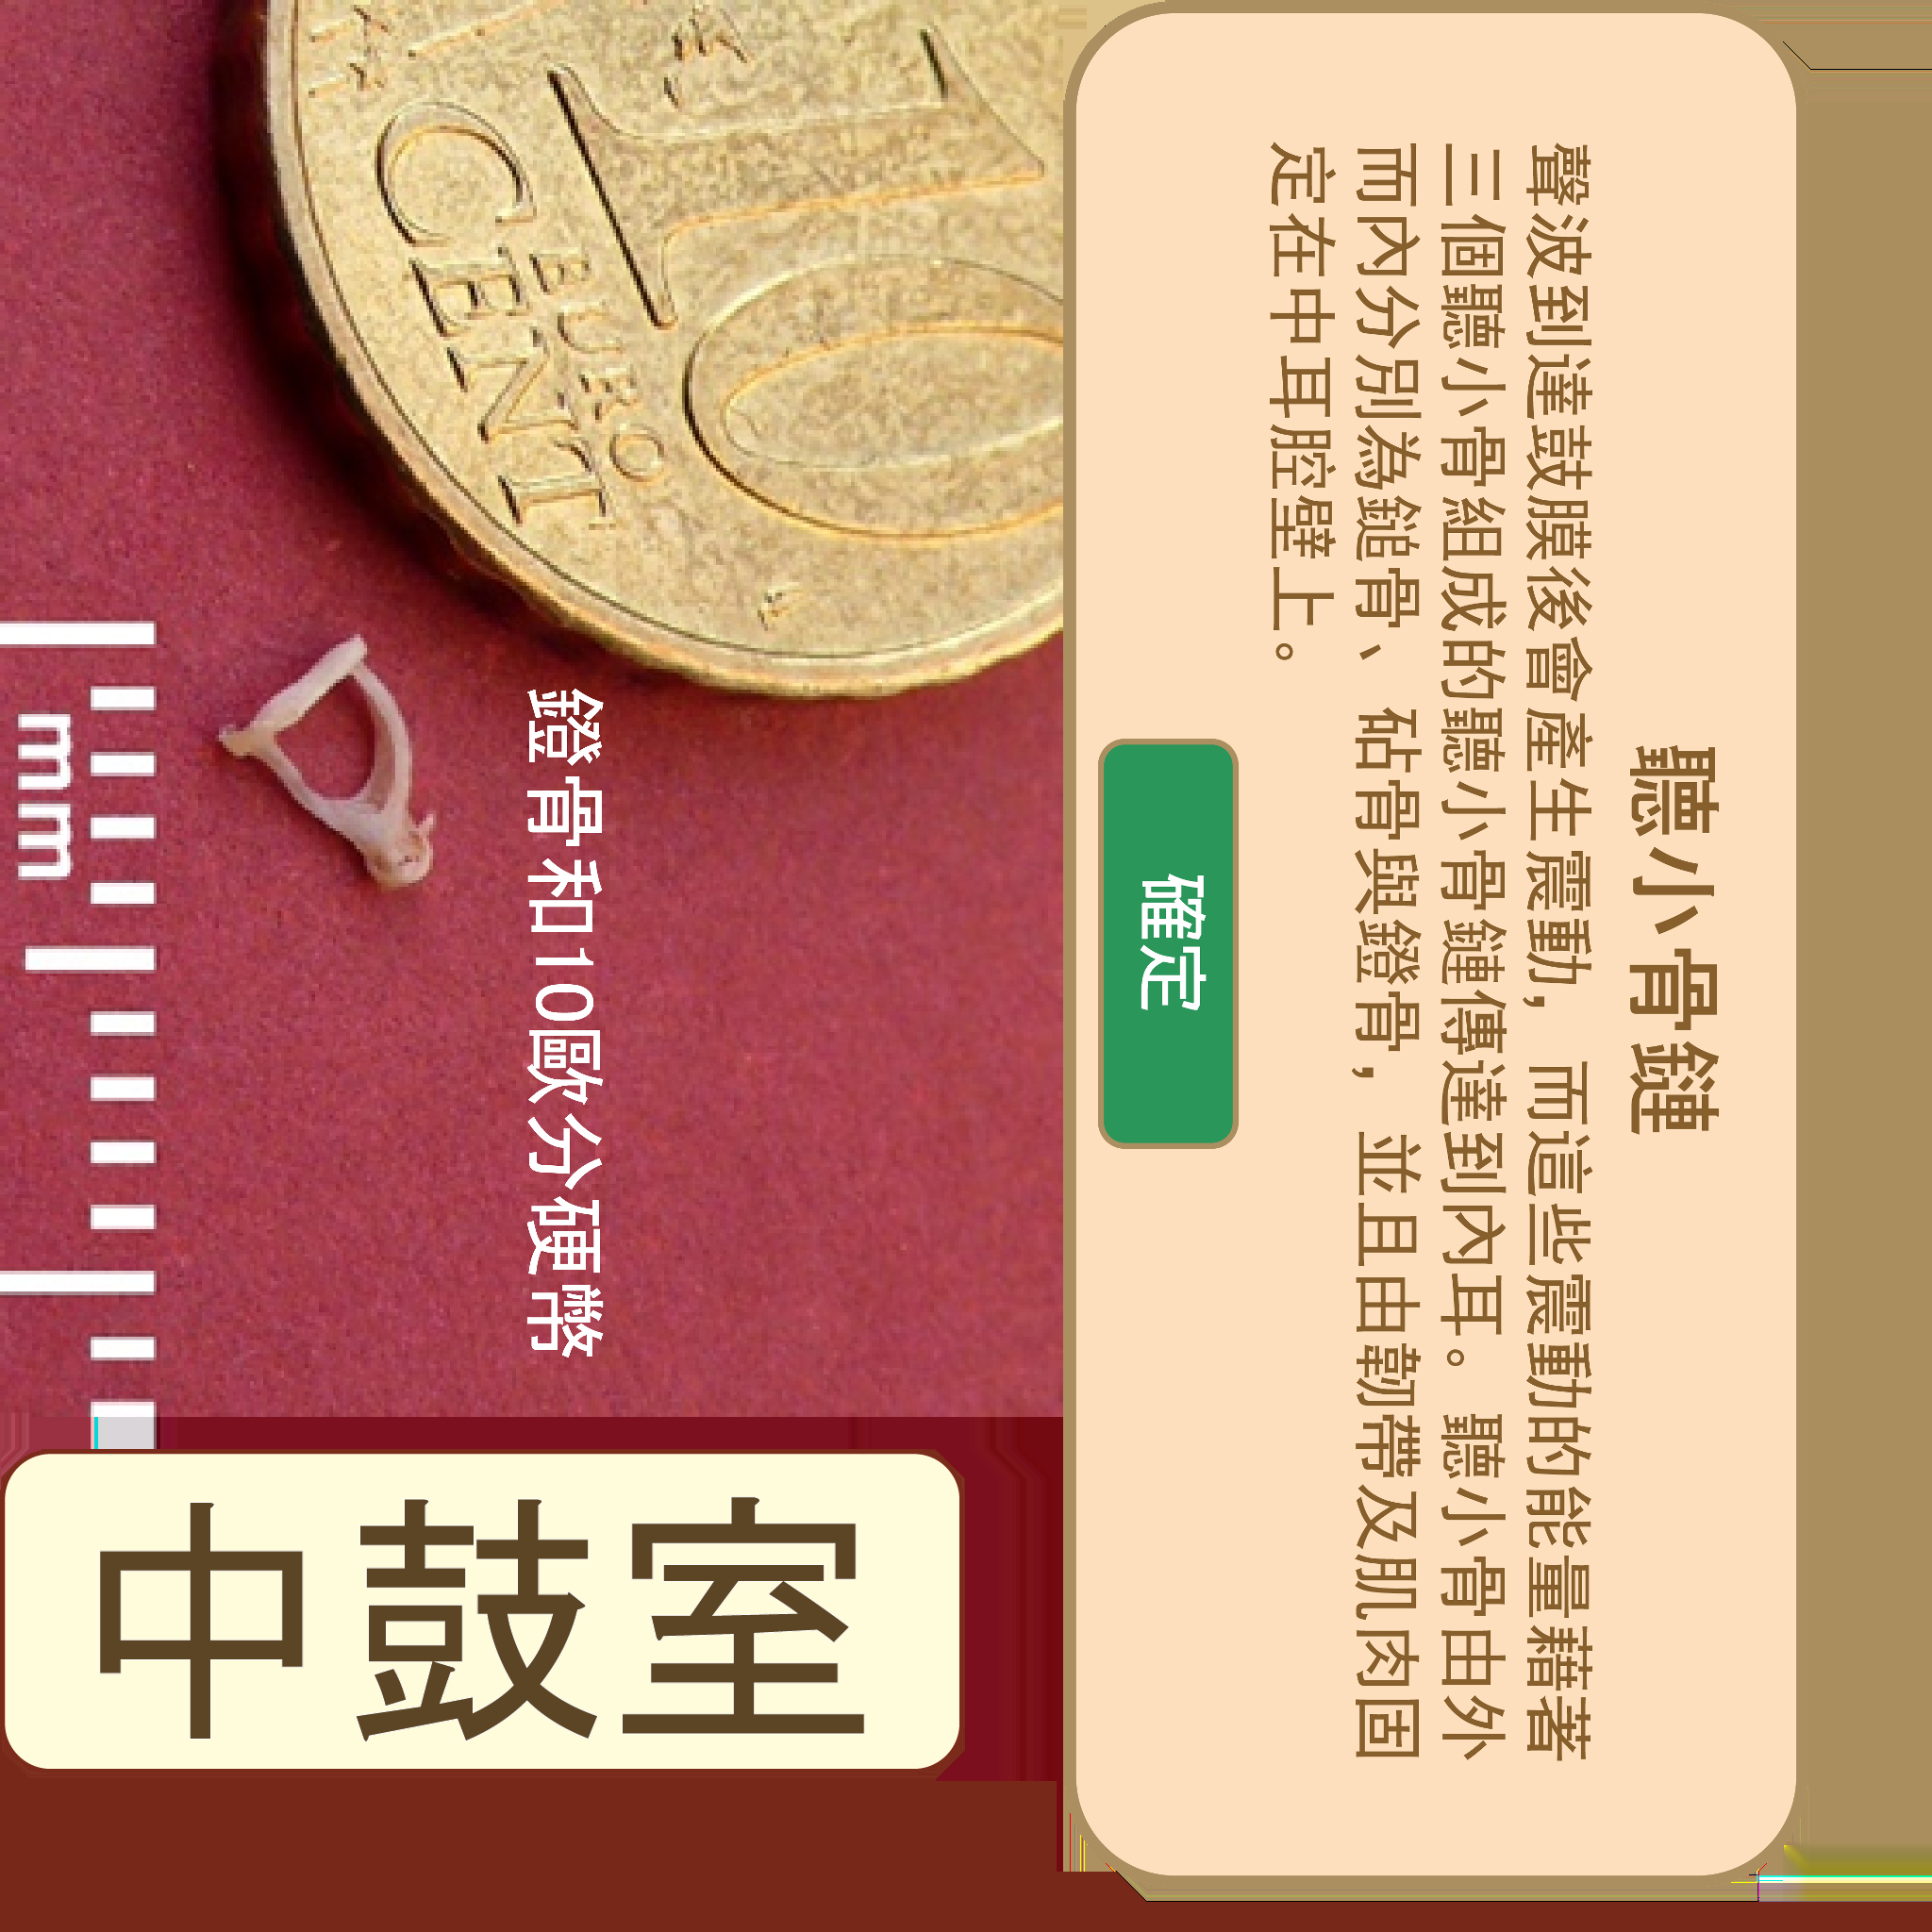 聽小骨鏈
聲波到達鼓膜後會產生震動，而這些震動的能量藉著
三個聽小骨組成的聽小骨鏈傳達到內耳。聽小骨由外
而內分別為鎚骨、砧骨與鐙骨，並且由韌帶及肌肉固
定在中耳腔壁上。
確定
10
EURO
CENT
鐙骨和10歐分硬幣
mm
中鼓室